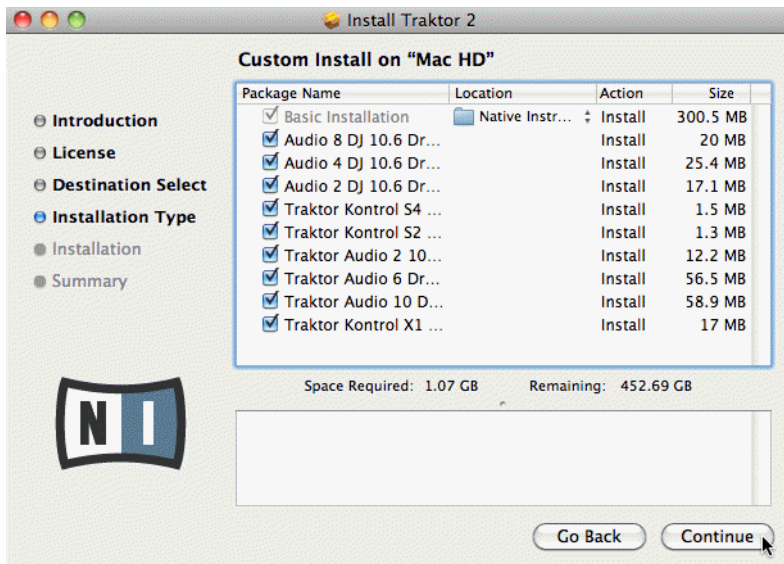 Install Traktor 2
Custom Install on “Mac HD”
Introduction
License
Destination Select
Installation Type
Installation
Summary
Package Name Location Action Size
Basic Installation Native Instr... Install 300.5 MB
Audio 8 DJ 10.6 Dr... Install 20 MB
Audio 4 DJ 10.6 Dr... Install 25.4 MB
Audio 2 DJ 10.6 Dr... Install 17.1 MB
Traktor Kontrol S4 ... Install 1.5 MB
Traktor Kontrol S2 ... Install 1.3 MB
Traktor Audio 2 10... Install 12.2 MB
Traktor Audio 6 Dr... Install 56.5 MB
Traktor Audio 10 D... Install 58.9 MB
Traktor Kontrol X1 ... Install 17 MB
Space Required: 1.07 GB Remaining: 452.69 GB
NI
Go Back Continue